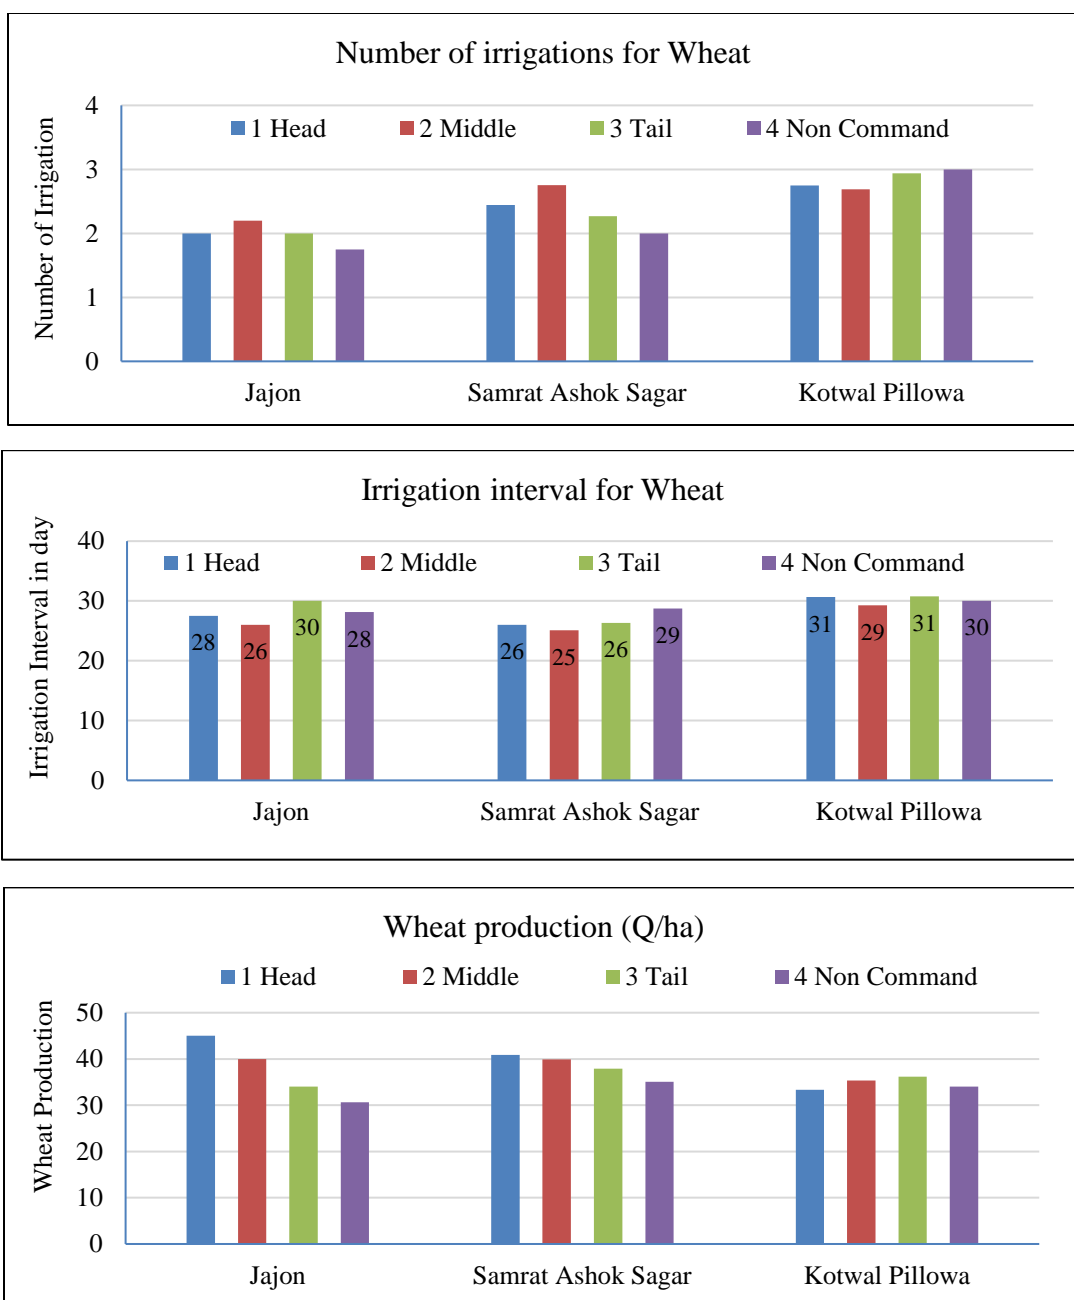 Number of irrigations for Wheat
4
1 Head 2 Middle 3 Tail 4 Non Command
3
2
1
0
Number of Irrigation
Jajon Samrat Ashok Sagar Kotwal Pillowa
Irrigation interval for Wheat
40
1 Head 2 Middle 3 Tail 4 Non Command
30
28 26 30 28 26 25 26 29 31 29 31 30
20
10
0
Irrigation Interval in day
Jajon Samrat Ashok Sagar Kotwal Pillowa
Wheat production (Q/ha)
1 Head 2 Middle 3 Tail 4 Non Command
50
40
30
20
10
0
Wheat Production
Jajon Samrat Ashok Sagar Kotwal Pillowa